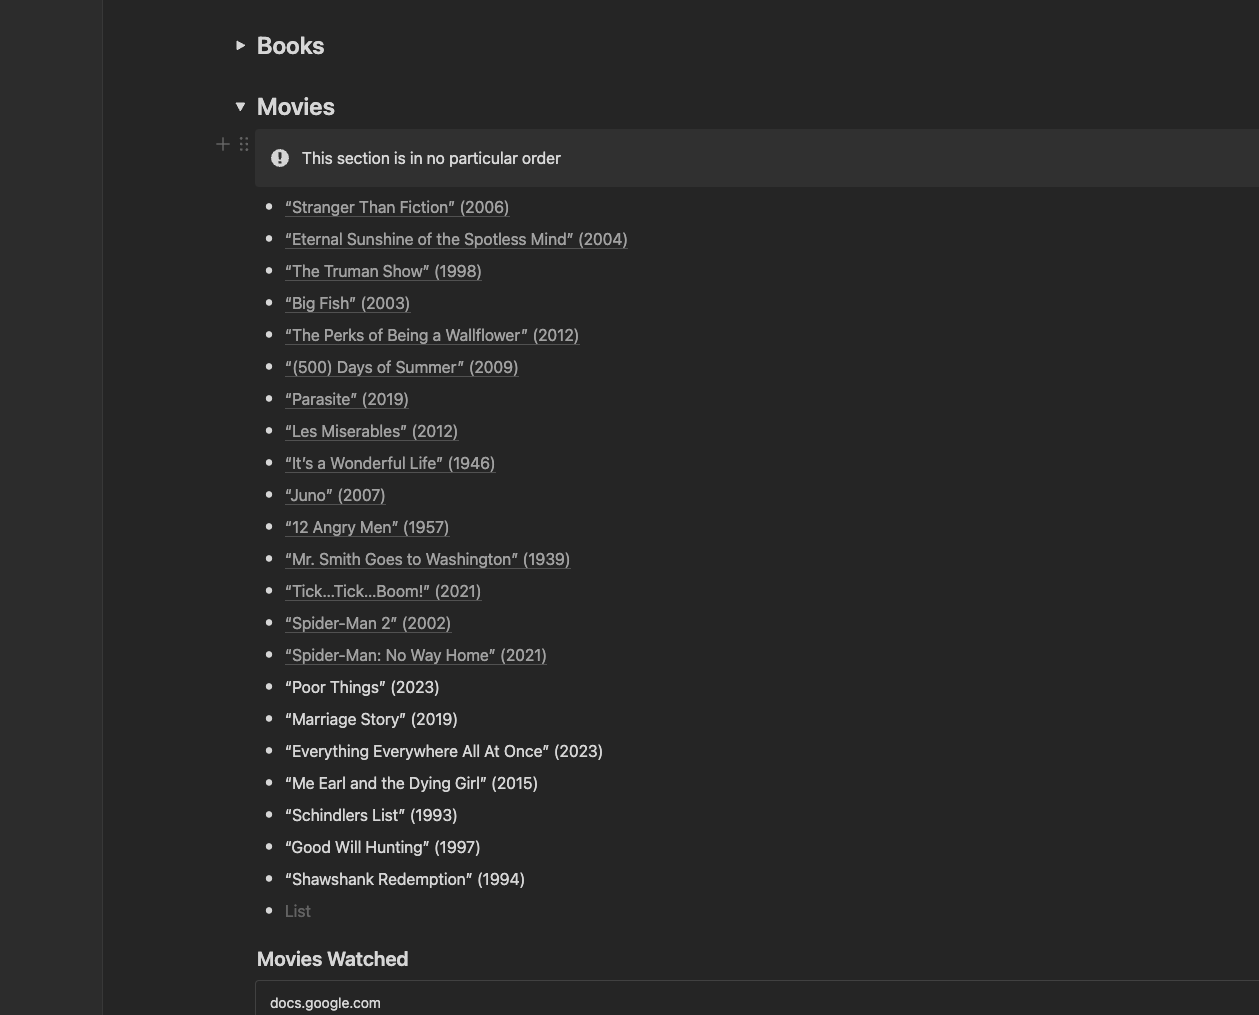 Books
Movies
This section is in no particular order
“Stranger Than Fiction” (2006)
“Eternal Sunshine of the Spotless Mind” (2004)
“The Truman Show” (1998)
“Big Fish” (2003)
“The Perks of Being a Wallflower” (2012)
“(500) Days of Summer” (2009)
“Parasite” (2019)
“Les Miserables” (2012)
“It’s a Wonderful Life” (1946)
“Juno” (2007)
“12 Angry Men” (1957)
“Mr. Smith Goes to Washington” (1939)
“Tick...Tick...Boom!” (2021)
“Spider-Man 2” (2002)
“Spider-Man: No Way Home” (2021)
“Poor Things” (2023)
“Marriage Story” (2019)
“Everything Everywhere All At Once” (2023)
“Me Earl and the Dying Girl” (2015)
“Schindlers List” (1993)
“Good Will Hunting” (1997)
“Shawshank Redemption” (1994)
List
Movies Watched
docs.google.com